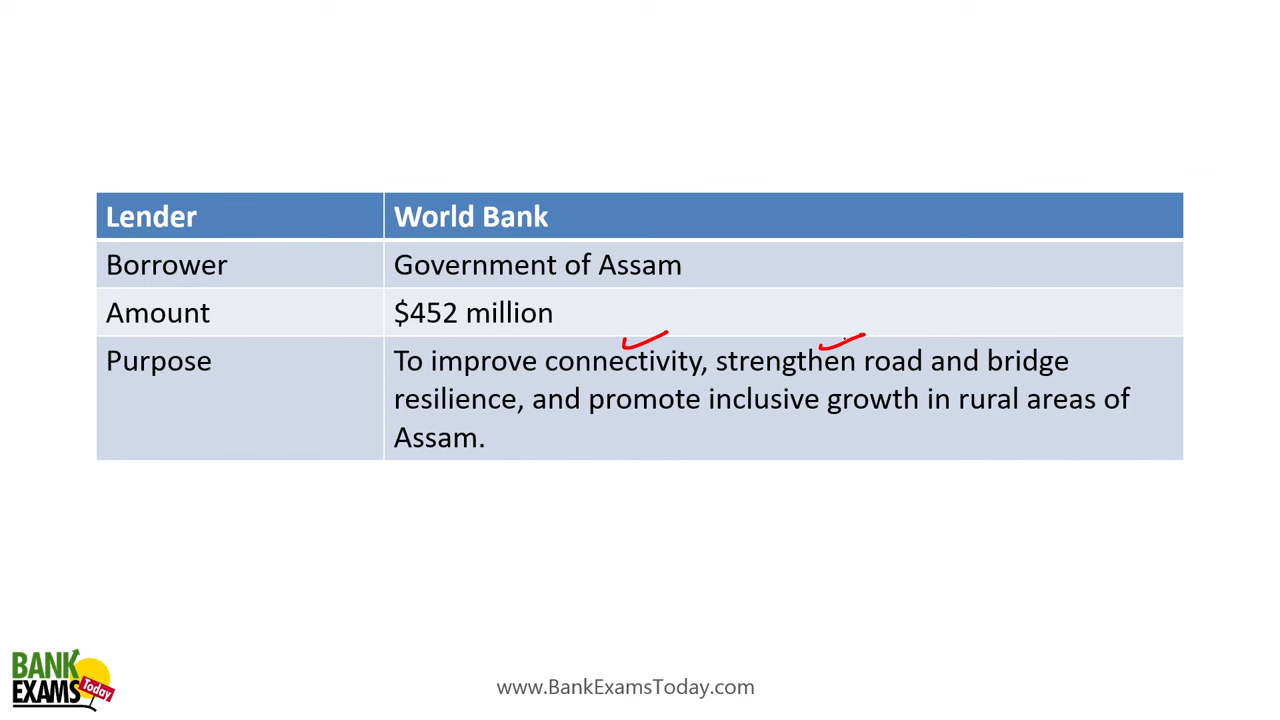 Lender World Bank
Borrower Government of Assam
Amount $452 million
Purpose To improve connectivity, strengthen road and bridge
resilience, and promote inclusive growth in rural areas of
Assam.
BANK
EXAMS Today
www.BankExamsToday.com